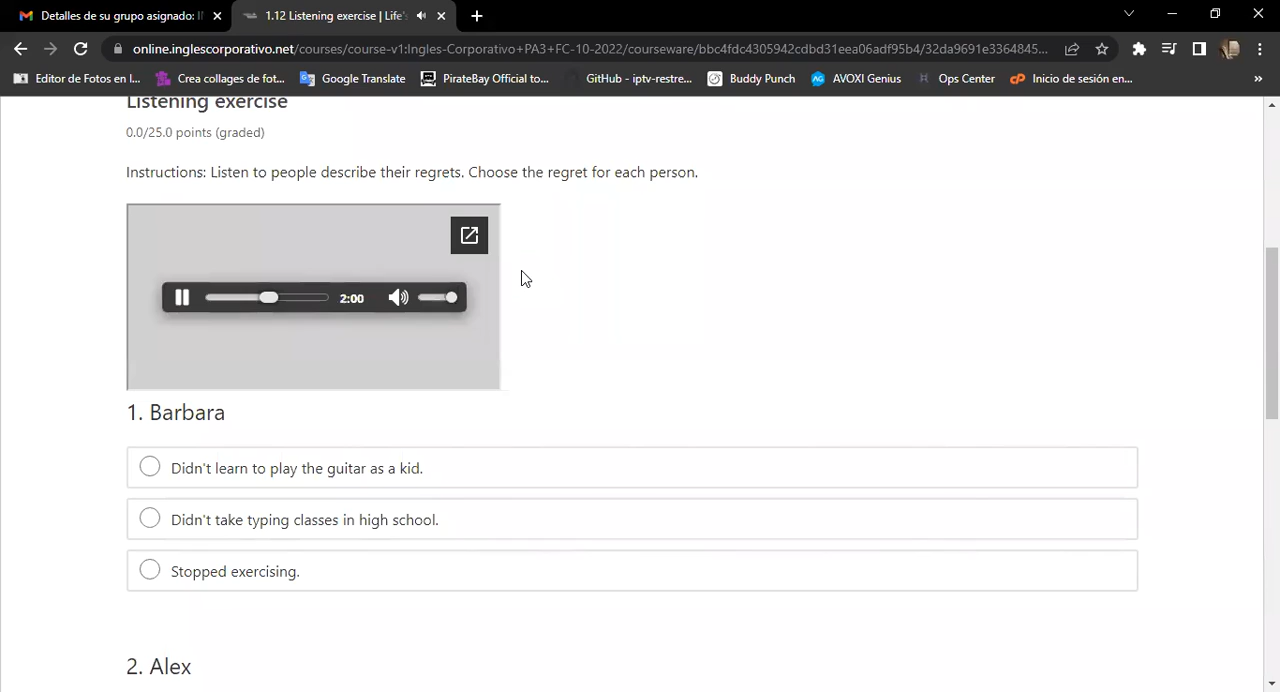 Detalles de su grupo asignado: I
1.12 Listening exercise | Life's
online.inglescorporativo.net/courses/course-v1:Ingles-Corporativo+PA3+FC-10-2022/courseware/bbc4fdc4305942cdbd31eea06adf95b4/32da9691e3364845...
Editor de Fotos en l... Crea collages de fot... Google Translate PirateBay Official to... GitHub - iptv-restre... Buddy Punch AVOXI Genius Ops Center Inicio de sesión en... »
Listening exercise
0.0/25.0 points (graded)
Instructions: Listen to people describe their regrets. Choose the regret for each person.
2:00
1. Barbara
Didn't learn to play the guitar as a kid.
Didn't take typing classes in high school.
Stopped exercising.
2. Alex